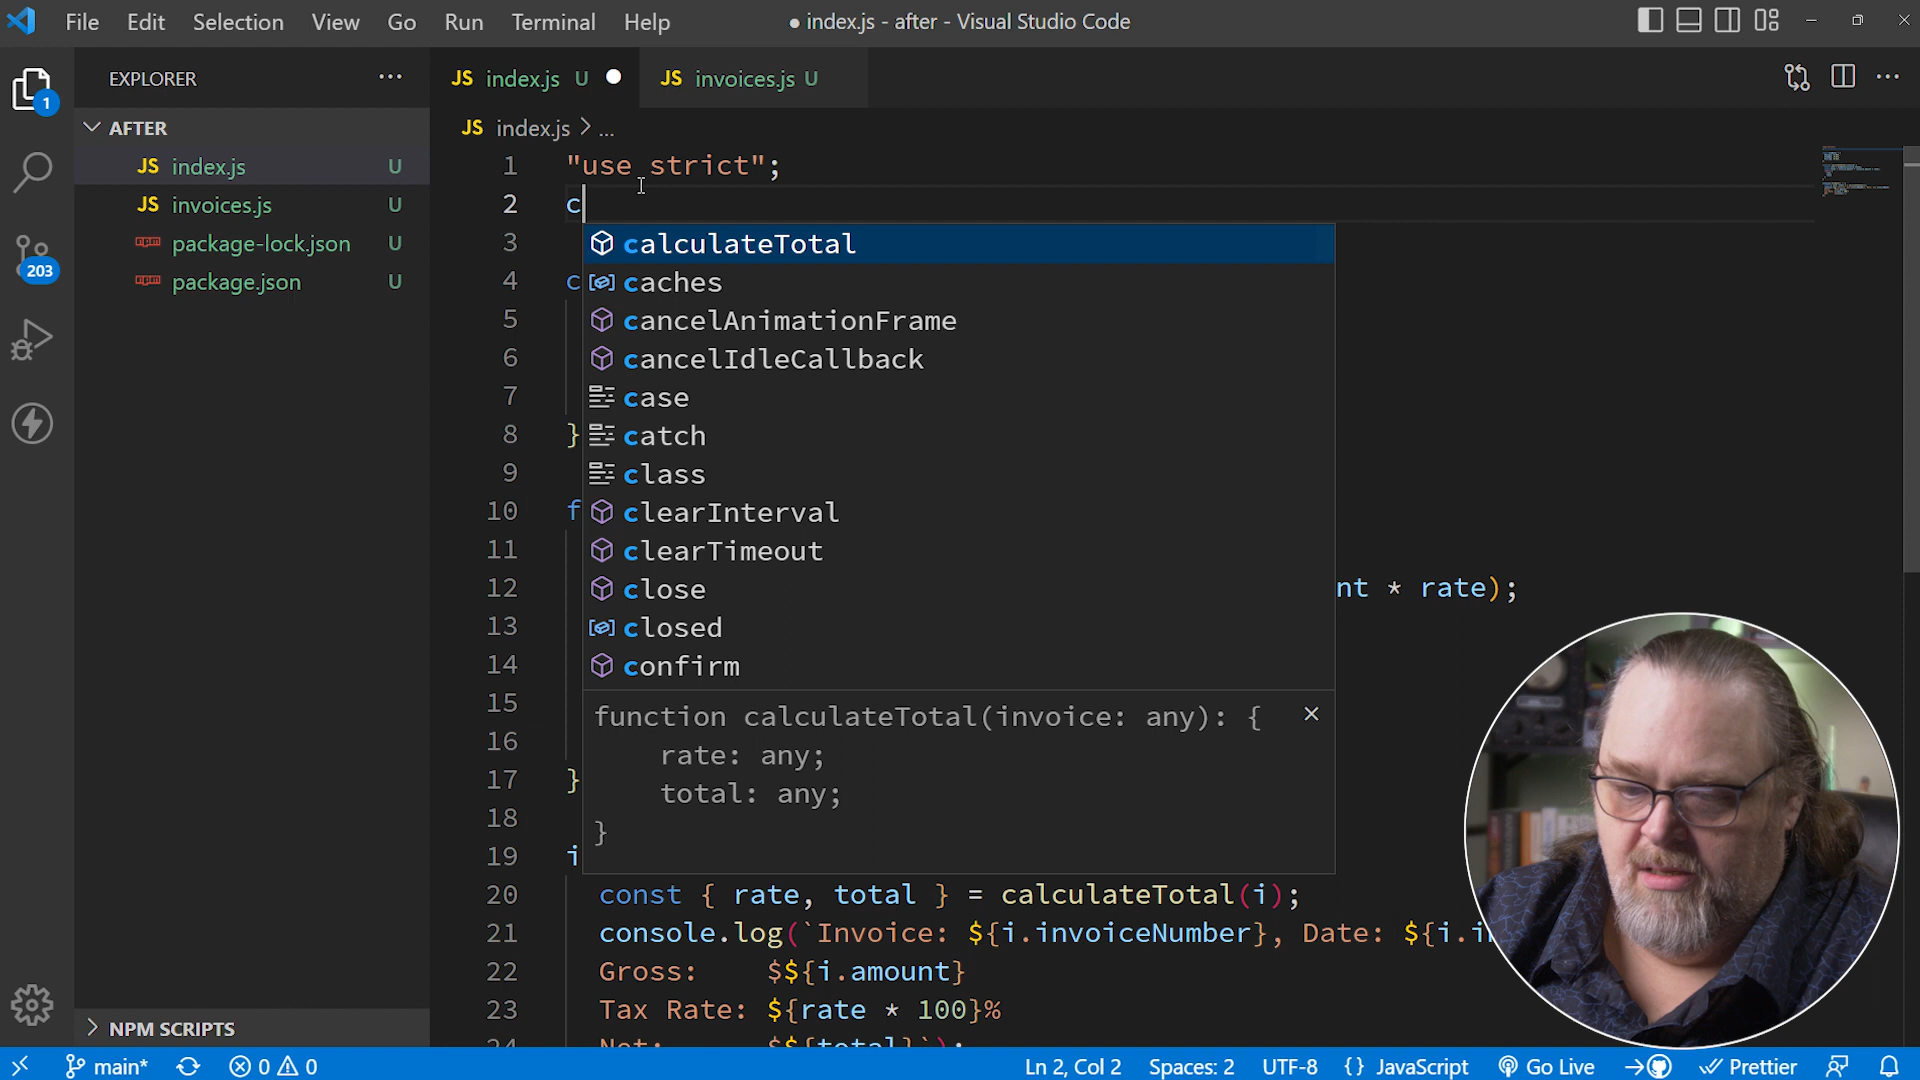 File Edit Selection View Go Run Terminal Help
● index.js - after - Visual Studio Code
EXPLORER ...
JS index.js U ●
JS invoices.js U
AFTER
JS index.js U
JS invoices.js U
npm package-lock.json U
npm package.json U
NPM SCRIPTS
1
203
JS index.js > ...
1 "use strict";
2 c
3
4 c
5
6
7
8 }
9
10 f
11
12 nt * rate);
13
14
15
16
17 }
18
19 i
20 const { rate, total } = calculateTotal(i);
21 console.log(`Invoice: ${i.invoiceNumber}, Date: ${i.i
22 Gross: $${i.amount}
23 Tax Rate: ${rate * 100}%
24 Net: $${total}`);
calculateTotal
caches
cancelAnimationFrame
cancelIdleCallback
case
catch
class
clearInterval
clearTimeout
close
closed
confirm
function calculateTotal(invoice: any): {
rate: any;
total: any;
}
main* 0 0 Ln 2, Col 2 Spaces: 2 UTF-8 {} JavaScript Go Live Prettier